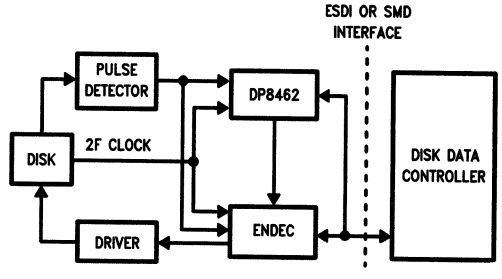 ESDI OR SMD
INTERFACE
PULSE
DETECTOR
DP8462
2F CLOCK
DISK
DISK DATA
CONTROLLER
DRIVER
ENDEC